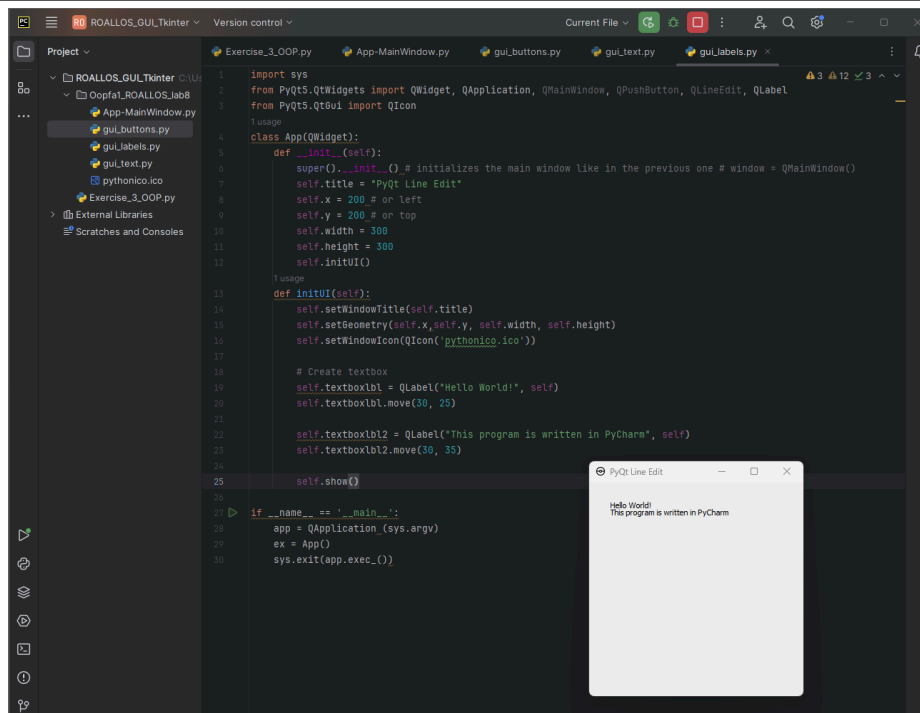 PC
RO ROALLOS_GUI_Tkinter Version control Current File
Project
Exercise_3_OOP.py App-MainWindow.py gui_buttons.py gui_text.py gui_labels.py
ROALLOS_GUI_Tkinter C:\Us
Oopfa1_ROALLOS_lab8
App-MainWindow.py
gui_buttons.py
gui_labels.py
gui_text.py
pythonico.ico
Exercise_3_OOP.py
External Libraries
Scratches and Consoles
3 12 3
1 import sys
2 from PyQt5.QtWidgets import QWidget, QApplication, QMainWindow, QPushButton, QLineEdit, QLabel
3 from PyQt5.QtGui import QIcon
1 usage
4 class App(QWidget):
5 def __init__(self):
6 super().__init__() # initializes the main window like in the previous one # window = QMainWindow()
7 self.title = "PyQt Line Edit"
8 self.x = 200 # or left
9 self.y = 200 # or top
10 self.width = 300
11 self.height = 300
12 self.initUI()
1 usage
13 def initUI(self):
14 self.setWindowTitle(self.title)
15 self.setGeometry(self.x,self.y, self.width, self.height)
16 self.setWindowIcon(QIcon('pythonico.ico'))
17
18 # Create textbox
19 self.textboxlbl = QLabel("Hello World!", self)
20 self.textboxlbl.move(30, 25)
21
22 self.textboxlbl2 = QLabel("This program is written in PyCharm", self)
23 self.textboxlbl2.move(30, 35)
24
25 self.show()
26
27 if __name__ == '__main__':
28 app = QApplication (sys.argv)
29 ex = App()
30 sys.exit(app.exec_())
PyQt Line Edit
Hello World!
This program is written in PyCharm